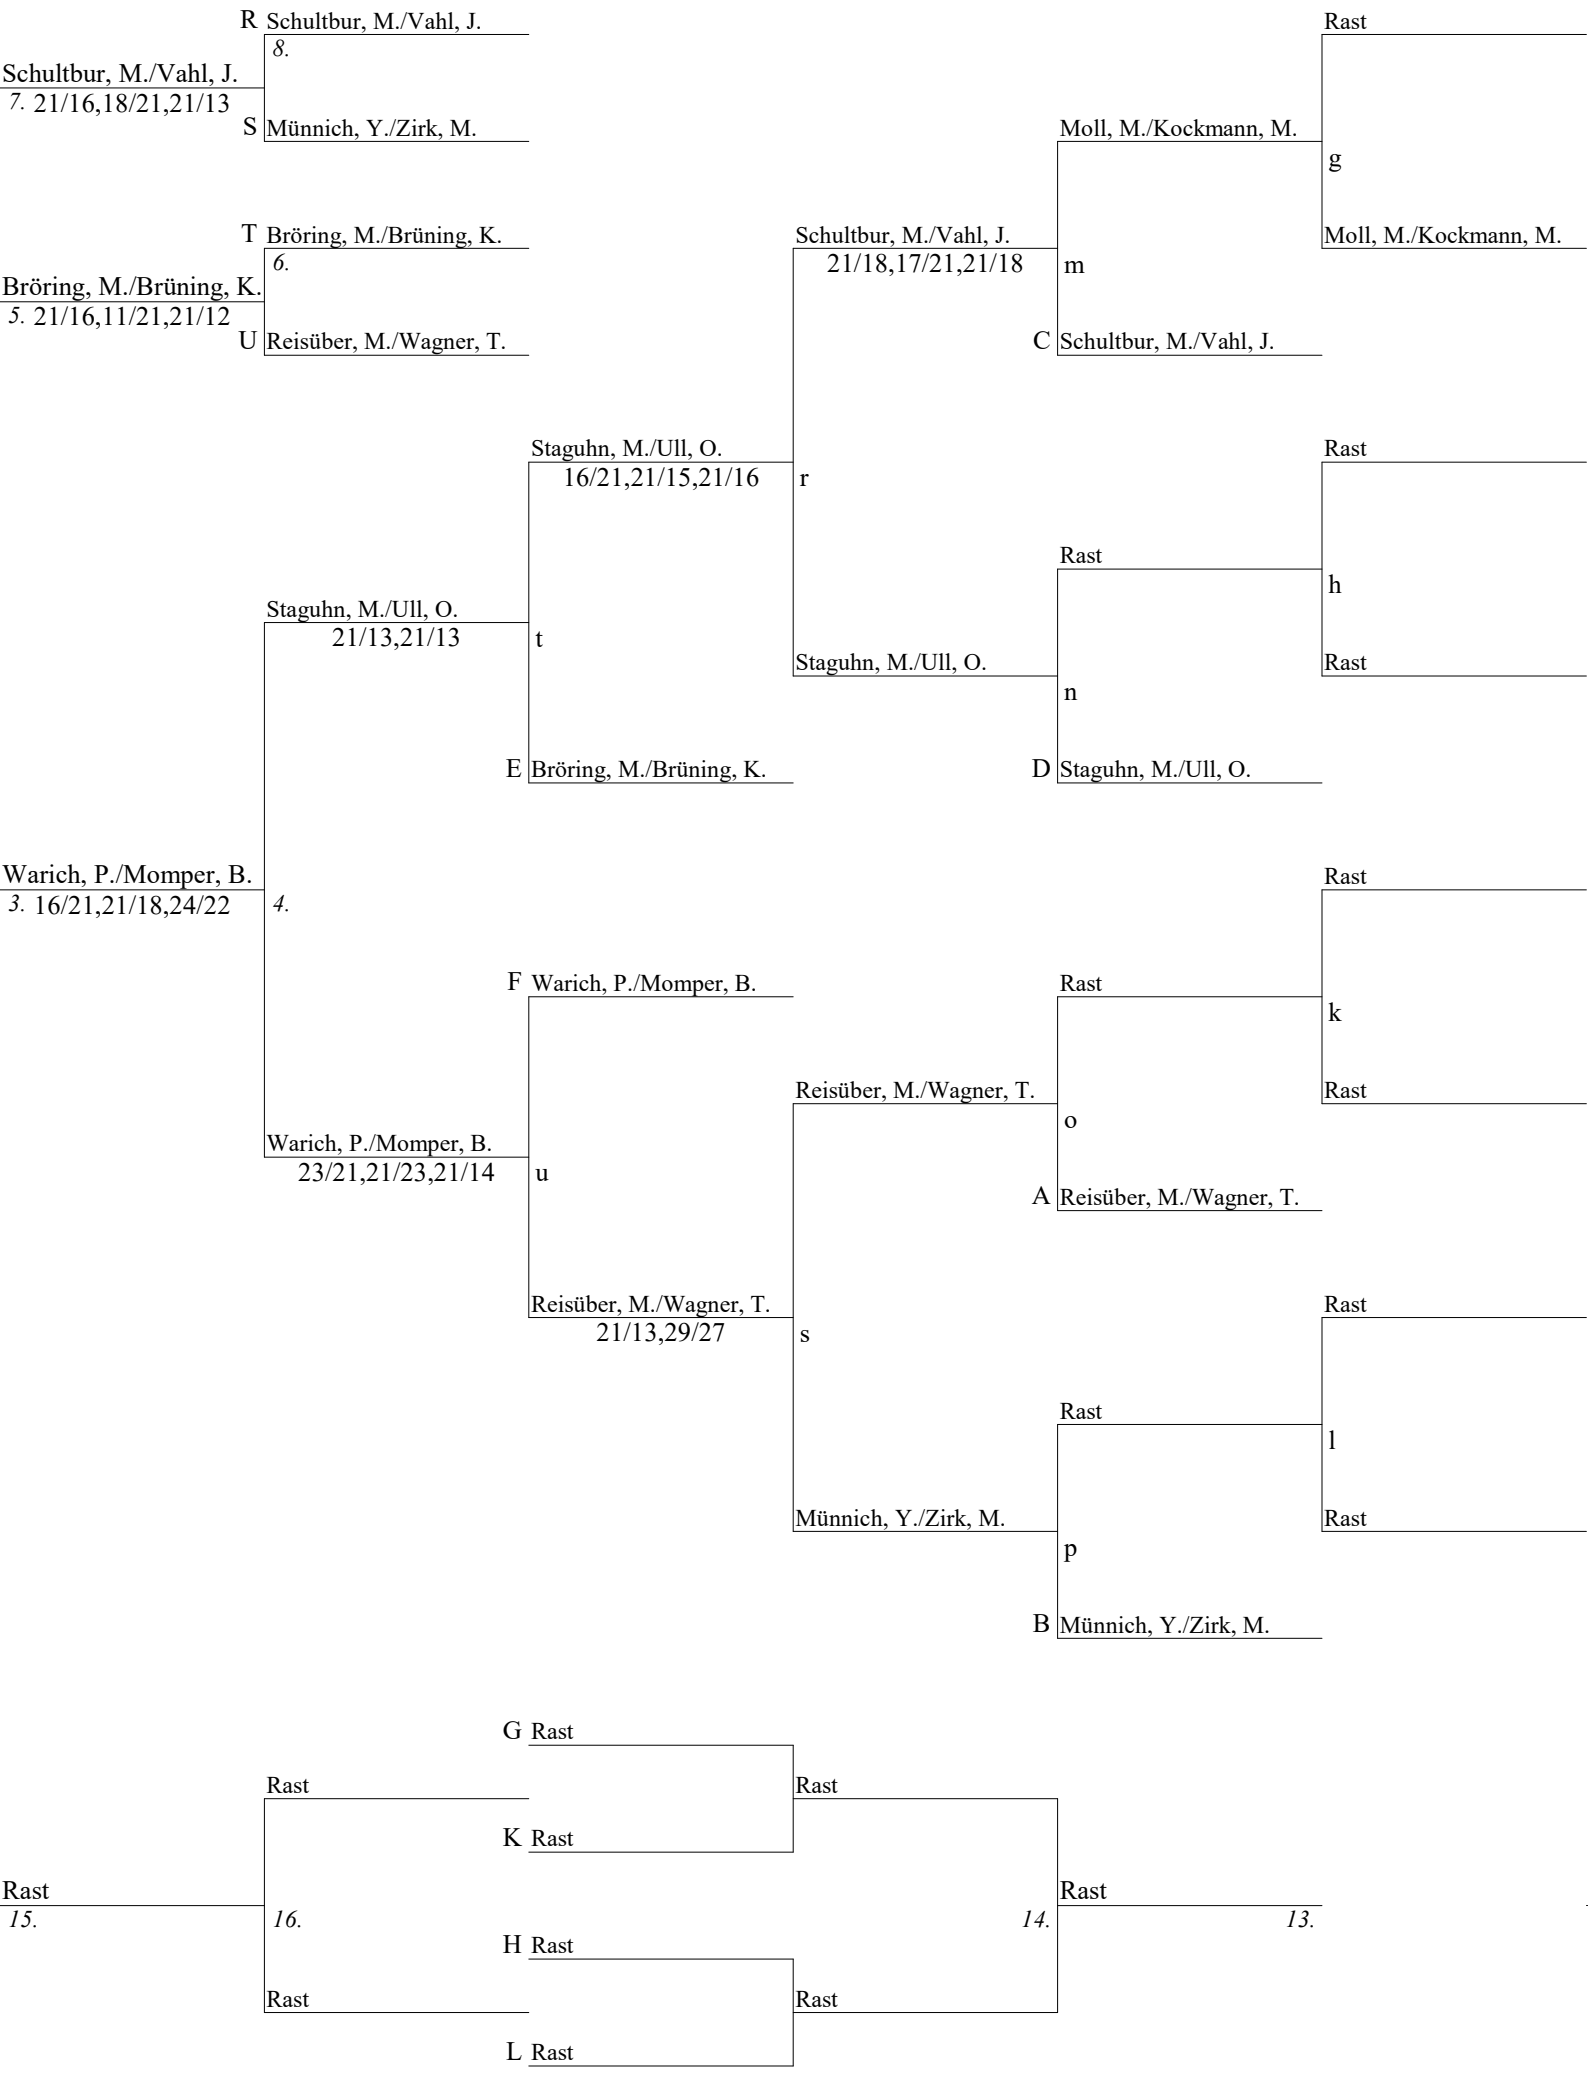 R Schultbur, M./Vahl, J.
Rast
8.
Schultbur, M./Vahl, J.
7. 21/16,18/21,21/13
S Münnich, Y./Zirk, M.
Moll, M./Kockmann, M.
g
T Bröring, M./Brüning, K.
Schultbur, M./Vahl, J.
Moll, M./Kockmann, M.
6.
21/18,17/21,21/18
m
Bröring, M./Brüning, K.
5. 21/16,11/21,21/12
U Reisüber, M./Wagner, T.
C Schultbur, M./Vahl, J.
Staguhn, M./Ull, O.
Rast
16/21,21/15,21/16
r
Rast
h
Staguhn, M./Ull, O.
21/13,21/13
t
Staguhn, M./Ull, O.
Rast
n
E Bröring, M./Brüning, K.
D Staguhn, M./Ull, O.
Warich, P./Momper, B.
Rast
3. 16/21,21/18,24/22
4.
F Warich, P./Momper, B.
Rast
k
Reisüber, M./Wagner, T.
Rast
o
Warich, P./Momper, B.
23/21,21/23,21/14
u
A Reisüber, M./Wagner, T.
Reisüber, M./Wagner, T.
Rast
21/13,29/27
s
Rast
l
Münnich, Y./Zirk, M.
Rast
p
B Münnich, Y./Zirk, M.
G Rast
Rast
Rast
K Rast
Rast
Rast
15.
16.
14.
13.
H Rast
Rast
Rast
L Rast